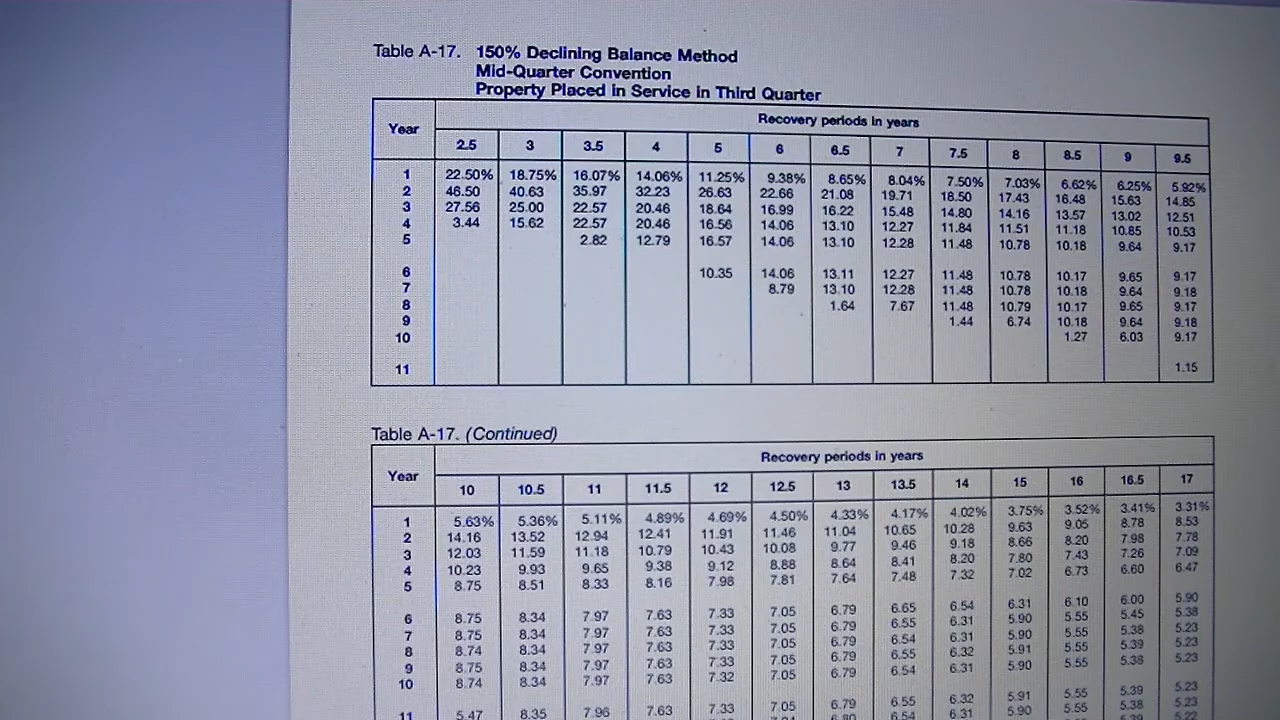 Table A-17. 150% Declining Balance Method
Mid-Quarter Convention
Property Placed in Service in Third Quarter
Year Recovery periods in years
2.5 3 3.5 4 5 6 6.5 7 7.5 8 8.5 9 9.5
1 22.50% 18.75% 16.07% 14.06% 11.25% 9.38% 8.65% 8.04% 7.50% 7.03% 6.62% 6.25% 5.92%
2 46.50 40.63 35.97 32.23 26.63 22.66 21.08 19.71 18.50 17.43 16.48 15.63 14.85
3 27.56 25.00 22.57 20.46 18.64 16.99 16.22 15.48 14.80 14.16 13.57 13.02 12.51
4 3.44 15.62 22.57 20.46 16.56 14.06 13.10 12.27 11.84 11.51 11.18 10.85 10.53
5 2.82 12.79 16.57 14.06 13.10 12.28 11.48 10.78 10.18 9.64 9.17
6 10.35 14.06 13.11 12.27 11.48 10.78 10.17 9.65 9.17
7 8.79 13.10 12.28 11.48 10.78 10.18 9.64 9.18
8 1.64 7.67 11.48 10.79 10.17 9.65 9.17
9 1.44 6.74 10.18 9.64 9.18
10 1.27 6.03 9.17
11 1.15
Table A-17. (Continued)
Year Recovery periods in years
10 10.5 11 11.5 12 12.5 13 13.5 14 15 16 16.5 17
1 5.63% 5.36% 5.11% 4.89% 4.69% 4.50% 4.33% 4.17% 4.02% 3.75% 3.52% 3.41% 3.31%
2 14.16 13.52 12.94 12.41 11.91 11.46 11.04 10.65 10.28 9.63 9.05 8.78 8.53
3 12.03 11.59 11.18 10.79 10.43 10.08 9.77 9.46 9.18 8.66 8.20 7.98 7.78
4 10.23 9.93 9.65 9.38 9.12 8.88 8.64 8.41 8.20 7.80 7.43 7.26 7.09
5 8.75 8.51 8.33 8.16 7.98 7.81 7.64 7.48 7.32 7.02 6.73 6.60 6.47
6 8.75 8.34 7.97 7.63 7.33 7.05 6.79 6.65 6.54 6.31 6.10 6.00 5.90
7 8.75 8.34 7.97 7.63 7.33 7.05 6.79 6.55 6.31 5.90 5.55 5.45 5.38
8 8.74 8.34 7.97 7.63 7.33 7.05 6.79 6.54 6.31 5.90 5.55 5.38 5.23
9 8.75 8.34 7.97 7.63 7.33 7.05 6.79 6.55 6.32 5.91 5.55 5.39 5.23
10 8.74 8.34 7.97 7.63 7.32 7.05 6.79 6.54 6.31 5.90 5.55 5.38 5.23
11 5.47 8.35 7.96 7.63 7.33 7.05 6.79 6.55 6.32 5.91 5.55 5.39 5.23
6.54 6.31 5.90 5.55 5.38 5.23